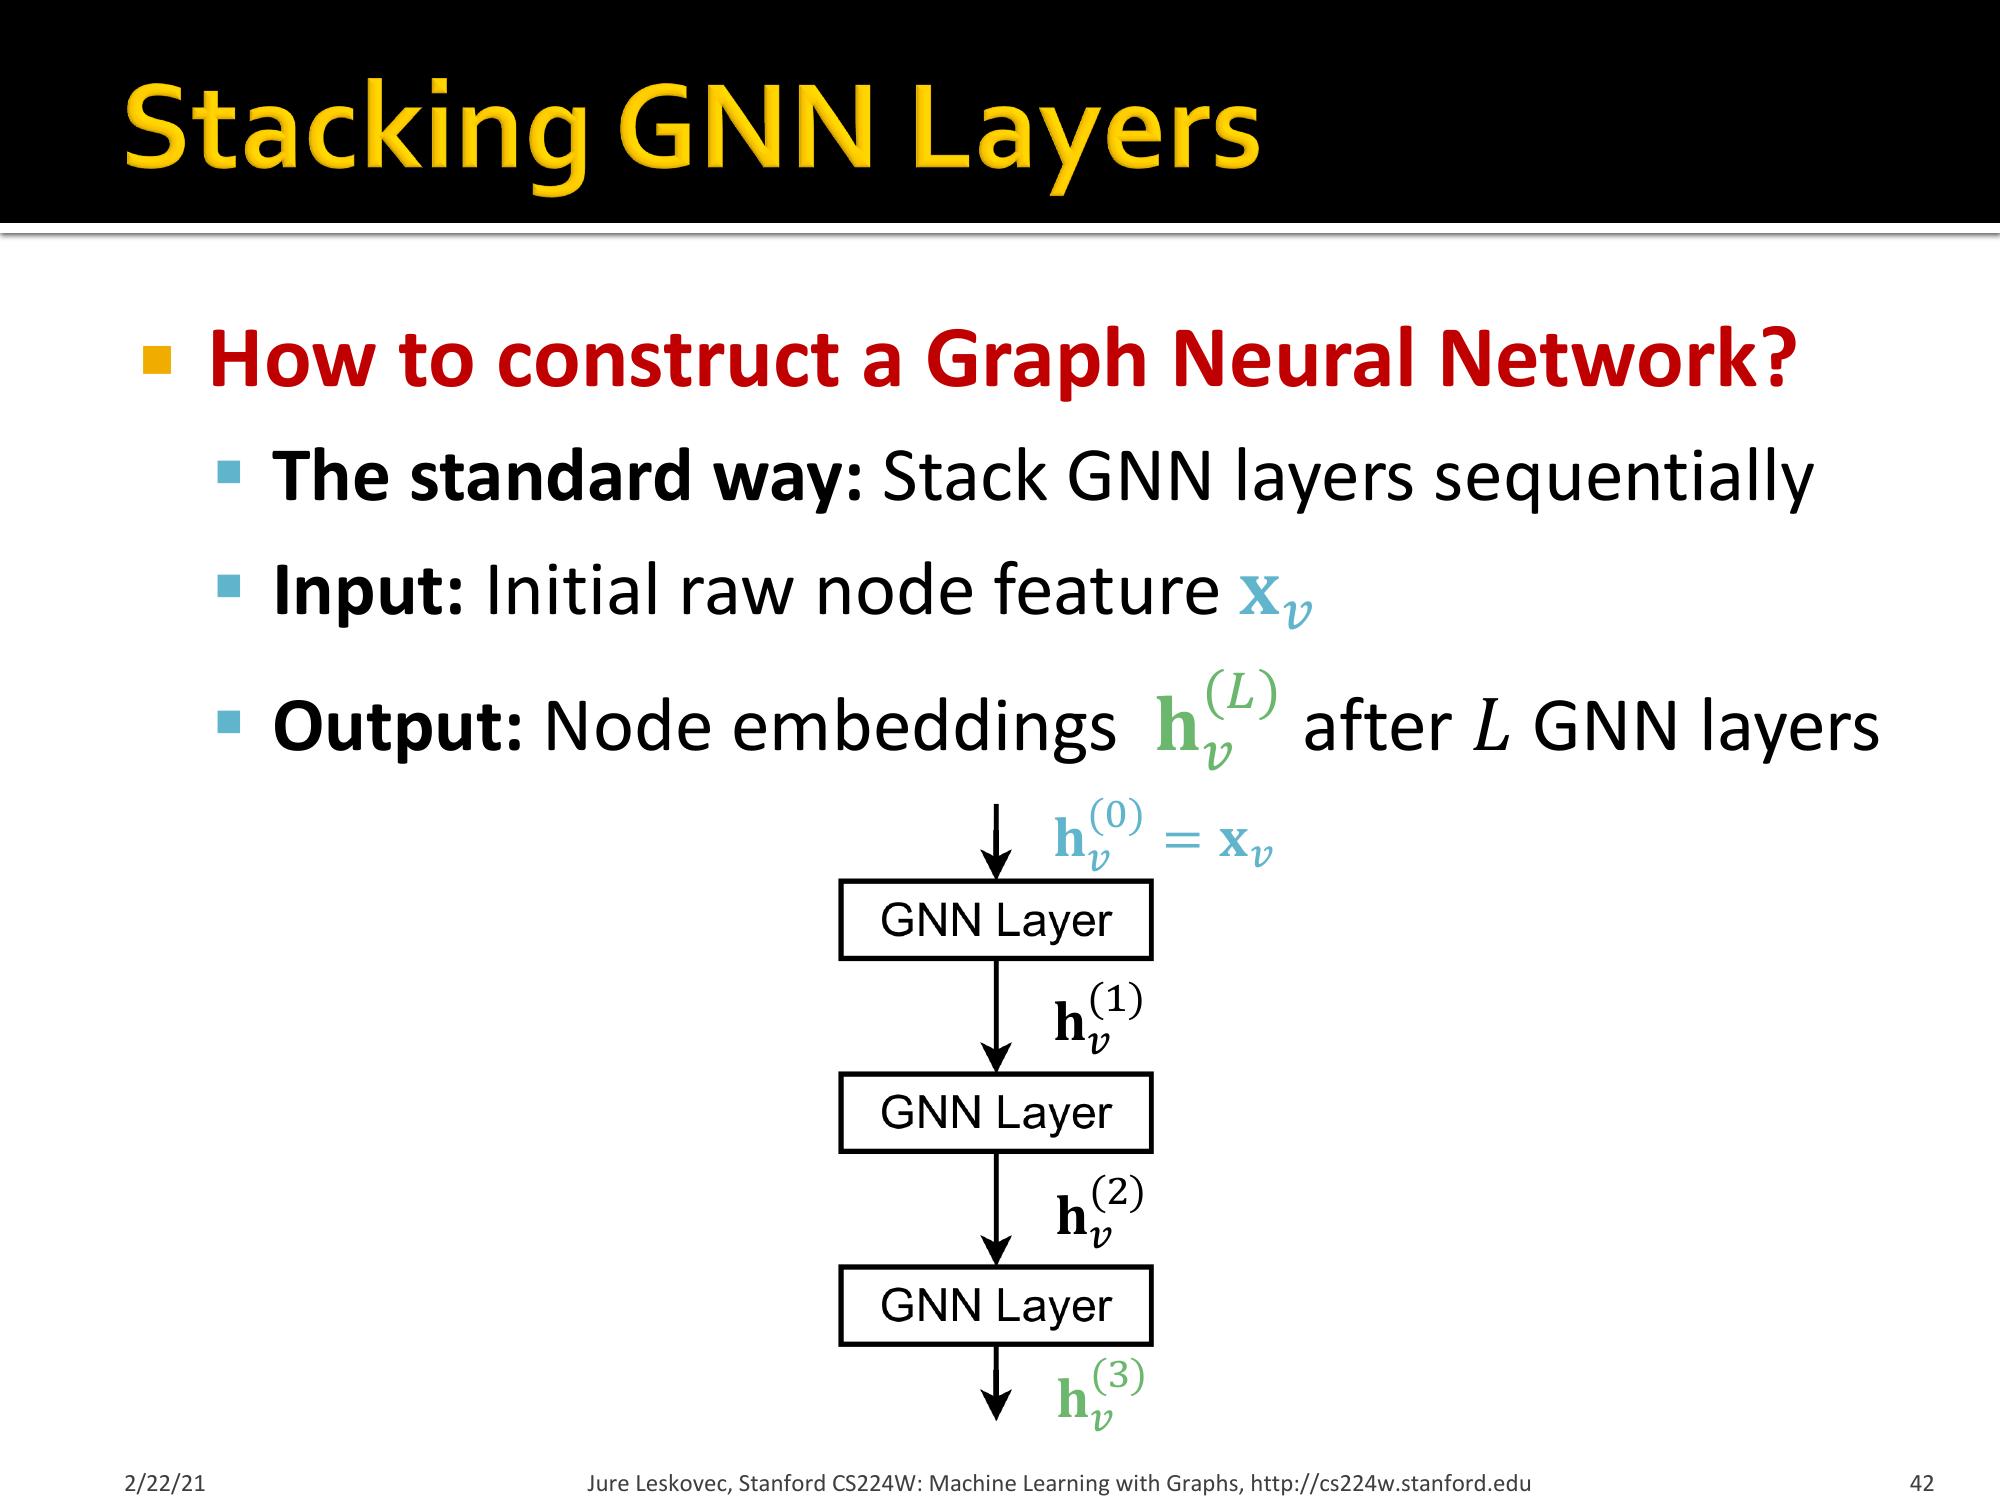 Stacking GNN Layers
How to construct a Graph Neural Network?
The standard way: Stack GNN layers sequentially
Input: Initial raw node feature $\mathbf{x}_v$
Output: Node embeddings $\mathbf{h}_v^{(L)}$ after $L$ GNN layers
$\mathbf{h}_v^{(0)} = \mathbf{x}_v$
GNN Layer
$\mathbf{h}_v^{(1)}$
GNN Layer
$\mathbf{h}_v^{(2)}$
GNN Layer
$\mathbf{h}_v^{(3)}$
2/22/21 Jure Leskovec, Stanford CS224W: Machine Learning with Graphs, http://cs224w.stanford.edu 42